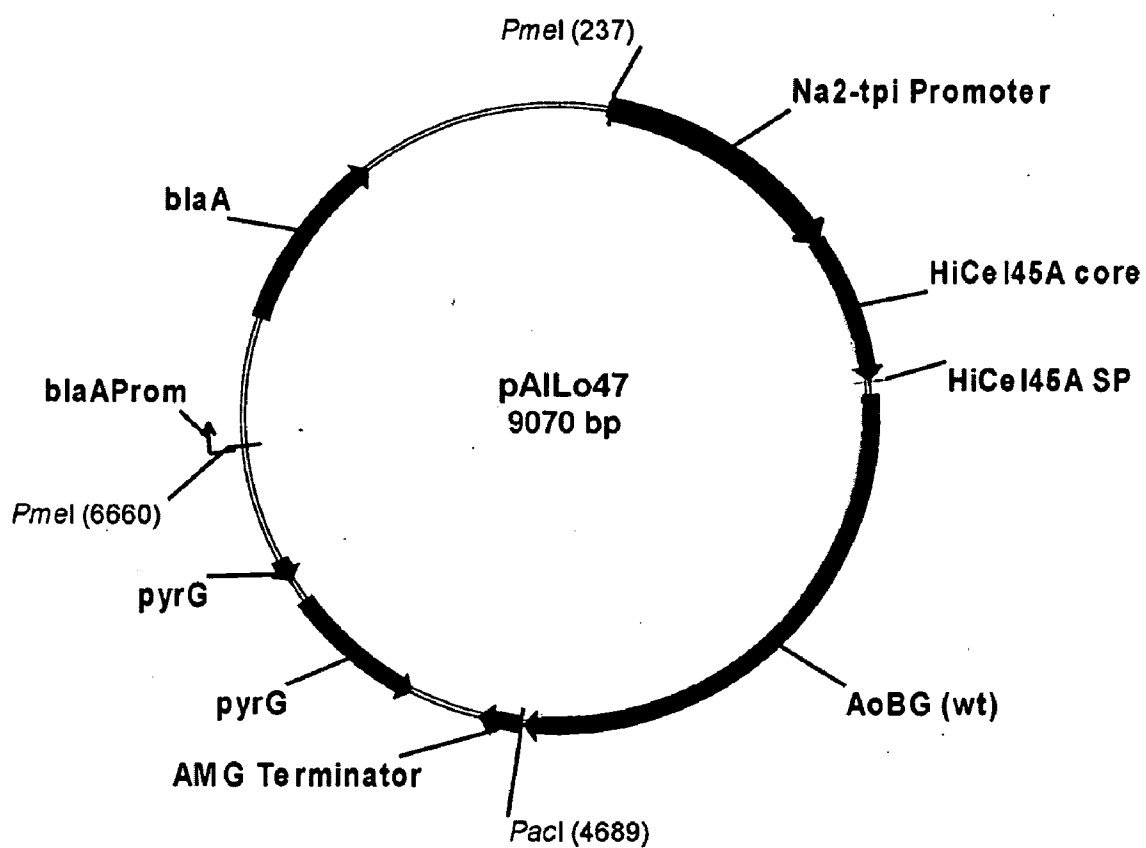 PmeI (237)
Na2-tpi Promoter
blaA
HiCel45A core
HiCel45A SP
pAILo47
9070 bp
blaAProm
PmeI (6660)
pyrG
pyrG
AoBG (wt)
AMG Terminator
PacI (4689)